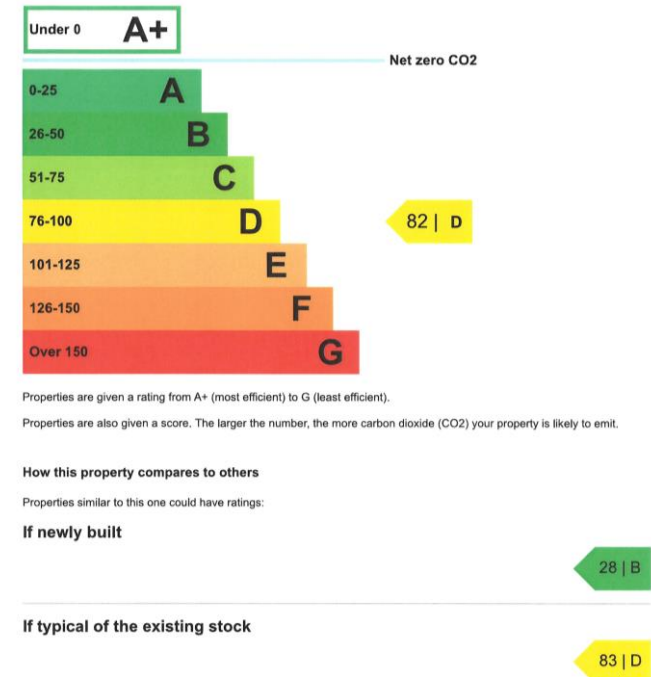 Under 0 A+
Net zero CO2
0-25 A
26-50 B
51-75 C
76-100 D 82 | D
101-125 E
126-150 F
Over 150 G
Properties are given a rating from A+ (most efficient) to G (least efficient).
Properties are also given a score. The larger the number, the more carbon dioxide (CO2) your property is likely to emit.
How this property compares to others
Properties similar to this one could have ratings:
If newly built
28 | B
If typical of the existing stock
83 | D